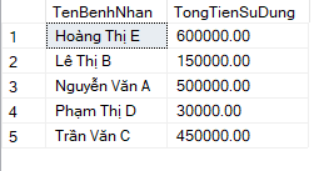 TenBenhNhan TongTienSuDung
1 Hoàng Thị E 600000.00
2 Lê Thị B 150000.00
3 Nguyễn Văn A 500000.00
4 Phạm Thị D 30000.00
5 Trần Văn C 450000.00